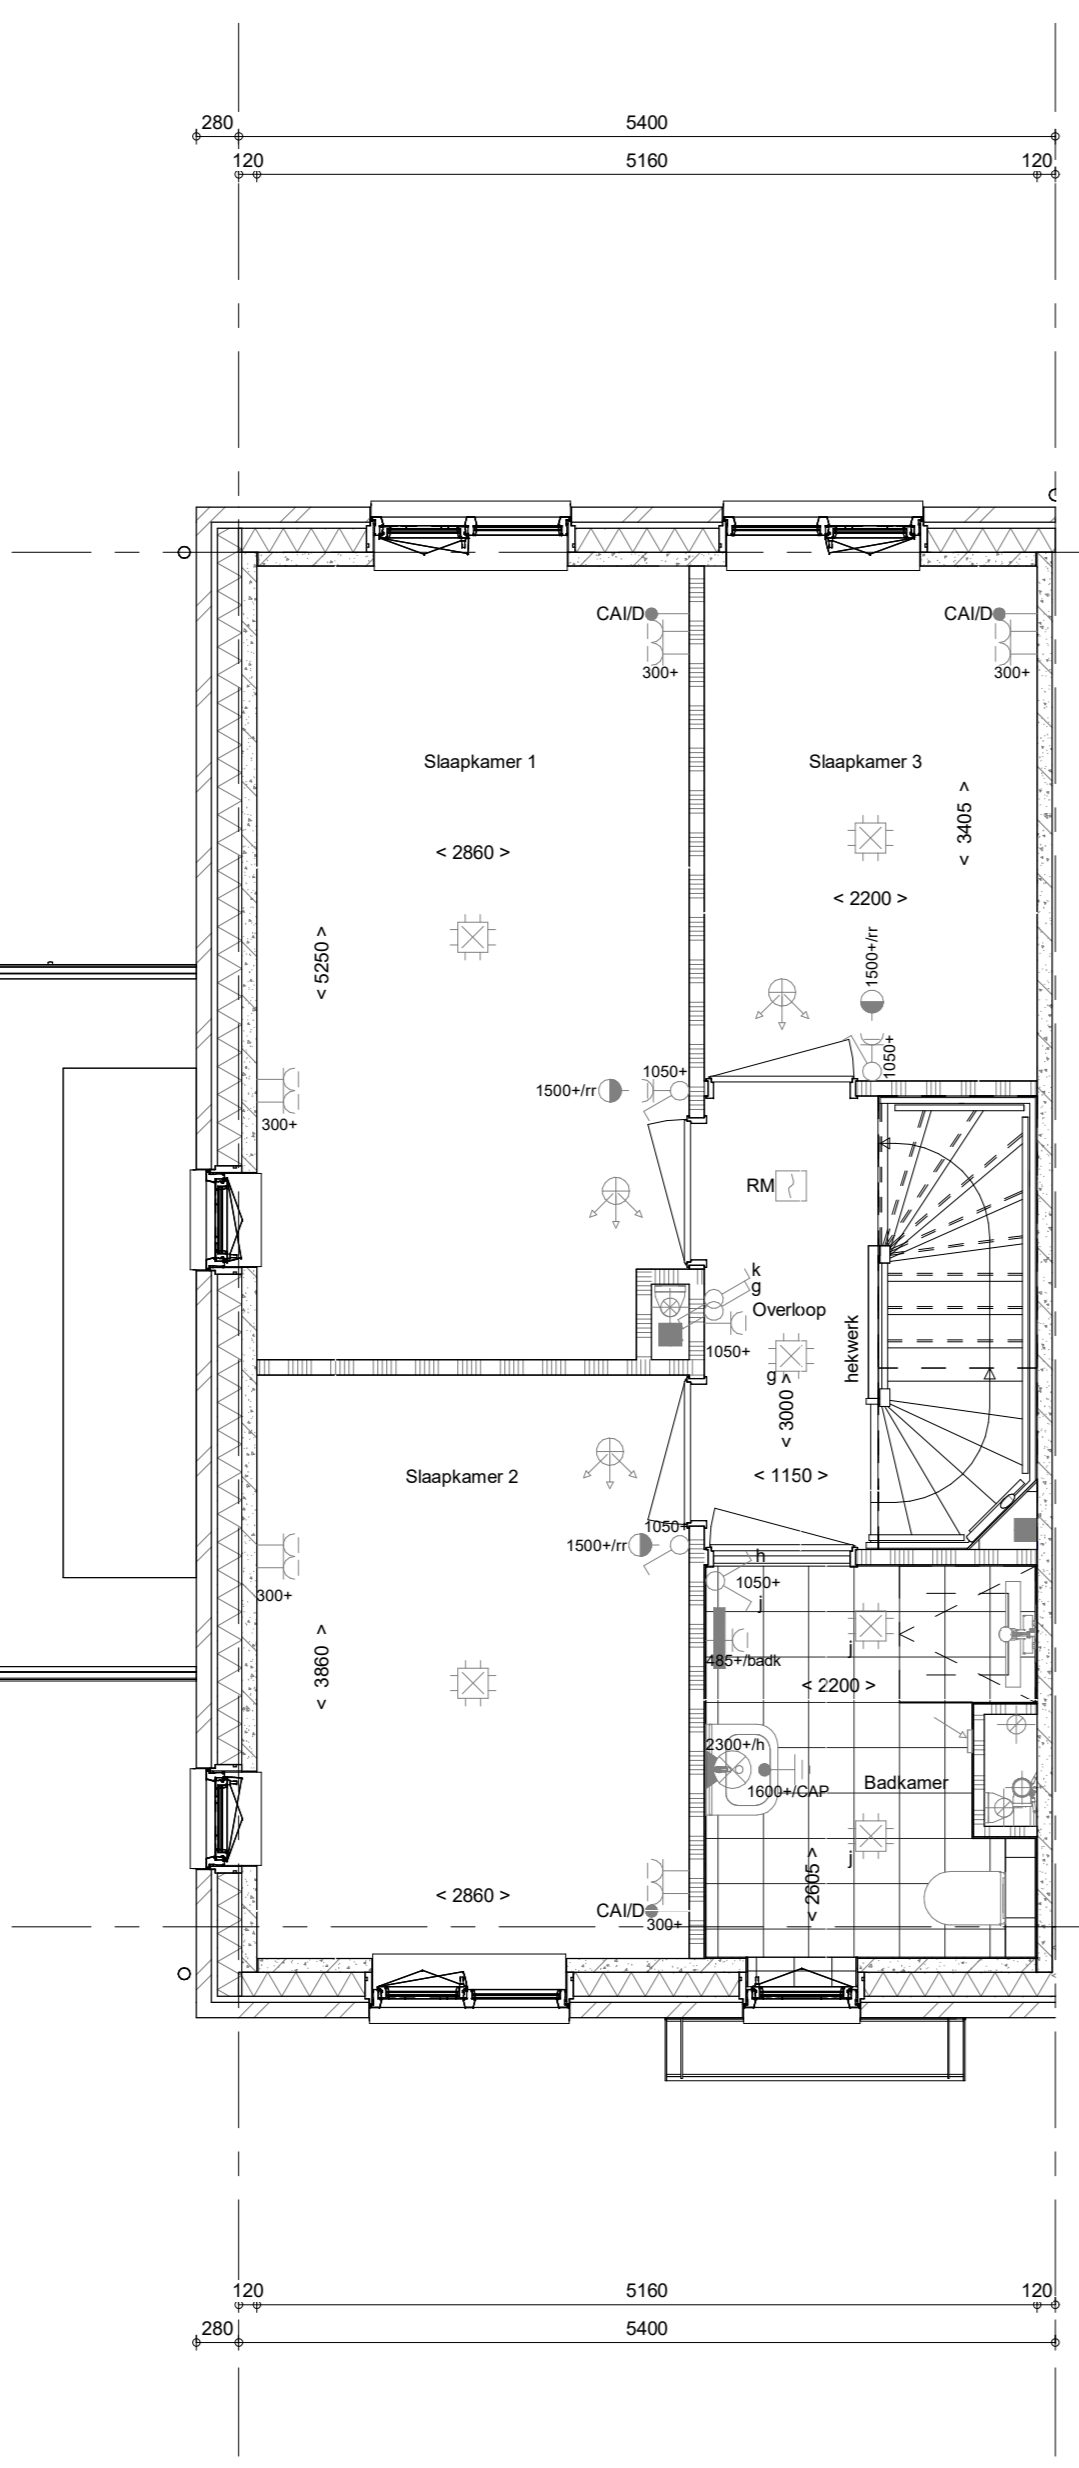 280
5400
120
5160
120
CAI/D
300+
CAI/D
300+
Slaapkamer 1
Slaapkamer 3
< 2860 >
< 3405 >
< 2200 >
< 5250 >
1500+/rr
1050+
1500+/rr
1050+
300+
RM
k
g
Overloop
1050+
hekwerk
g
< 3000 >
< 1150 >
Slaapkamer 2
1050+
1500+/rr
h
1050+
j
300+
j
485+/badk
< 3860 >
< 2200 >
2300+/h
1600+/CAP
Badkamer
j
< 2605 >
< 2860 >
CAI/D
300+
120
5160
120
280
5400